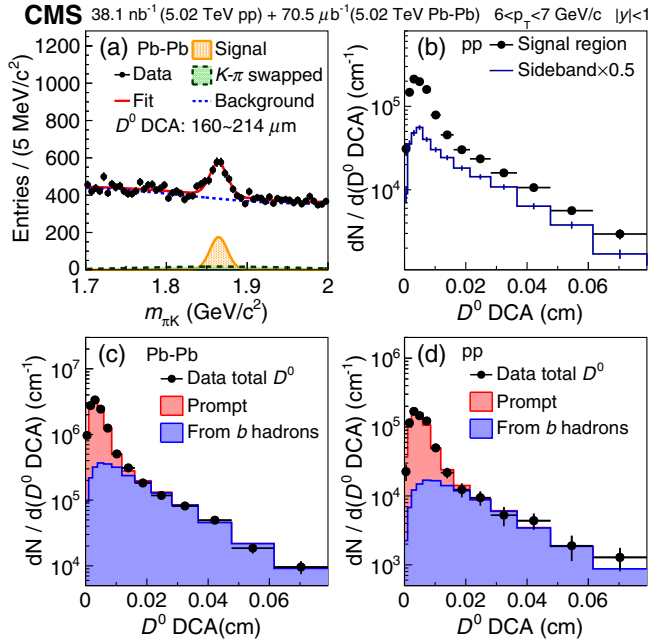 CMS 38.1 nb⁻¹(5.02 TeV pp) + 70.5 μb⁻¹(5.02 TeV Pb-Pb) 6<p_T<7 GeV/c |y|<1
(a) Pb-Pb
Signal
Data
K-π swapped
Fit
Background
D⁰ DCA: 160~214 μm
Entries / (5 MeV/c²)
1200
1000
800
600
400
200
0
1.7 1.8 1.9 2
m_πK (GeV/c²)
(b) pp
Signal region
Sideband×0.5
dN / d(D⁰ DCA) (cm⁻¹)
10⁵
10⁴
0 0.02 0.04 0.06
D⁰ DCA (cm)
(c) Pb-Pb
Data total D⁰
Prompt
From b hadrons
dN / d(D⁰ DCA) (cm⁻¹)
10⁷
10⁶
10⁵
10⁴
0 0.02 0.04 0.06
D⁰ DCA(cm)
(d) pp
Data total D⁰
Prompt
From b hadrons
dN / d(D⁰ DCA) (cm⁻¹)
10⁶
10⁵
10⁴
10³
0 0.02 0.04 0.06
D⁰ DCA (cm)